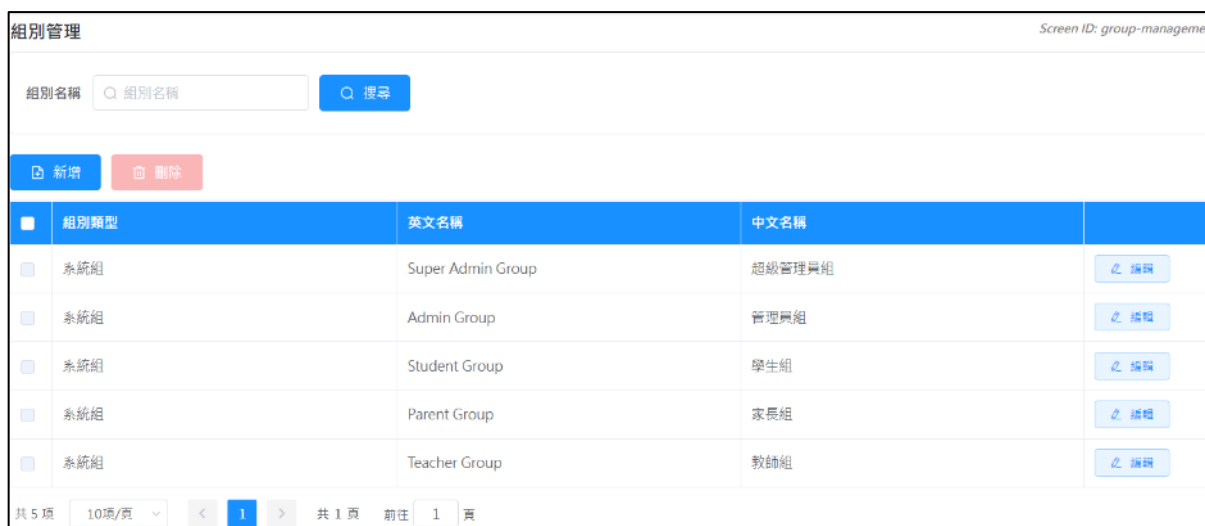 組別管理 Screen ID: group-manageme
組別名稱 組別名稱 搜尋
新增 刪除
組別類型 英文名稱 中文名稱
系統組 Super Admin Group 超級管理員組 編輯
系統組 Admin Group 管理員組 編輯
系統組 Student Group 學生組 編輯
系統組 Parent Group 家長組 編輯
系統組 Teacher Group 教師組 編輯
共 5 項 10項/頁 < 1 > 共 1 頁 前往 1 頁